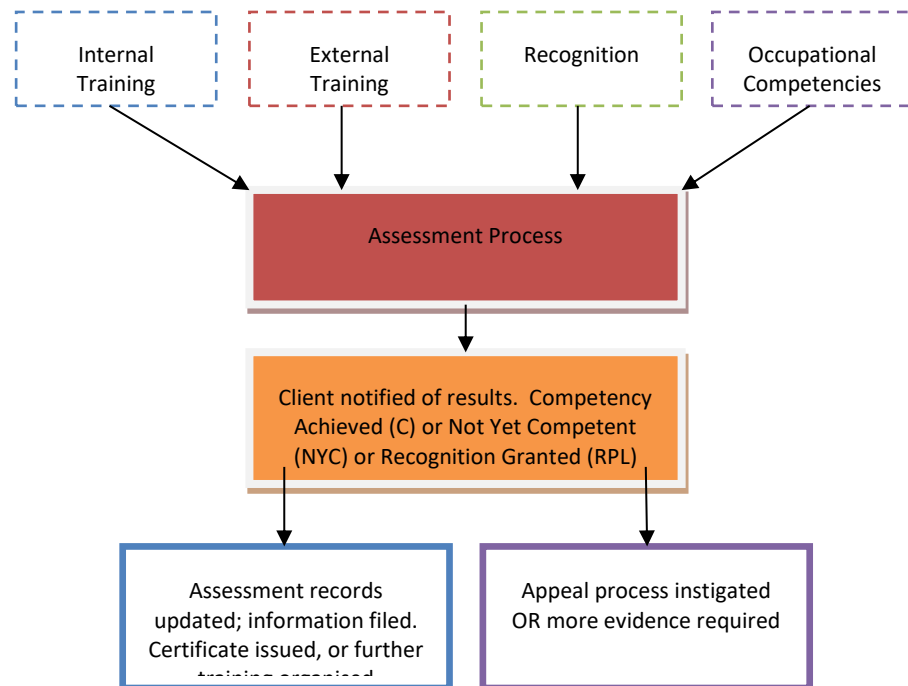 Internal
Training
External
Training
Recognition
Occupational
Competencies
Assessment Process
Client notified of results.  Competency
Achieved (C) or Not Yet Competent
(NYC) or Recognition Granted (RPL)
Assessment records
updated; information filed.
Certificate issued, or further
training organised
Appeal process instigated
OR more evidence required